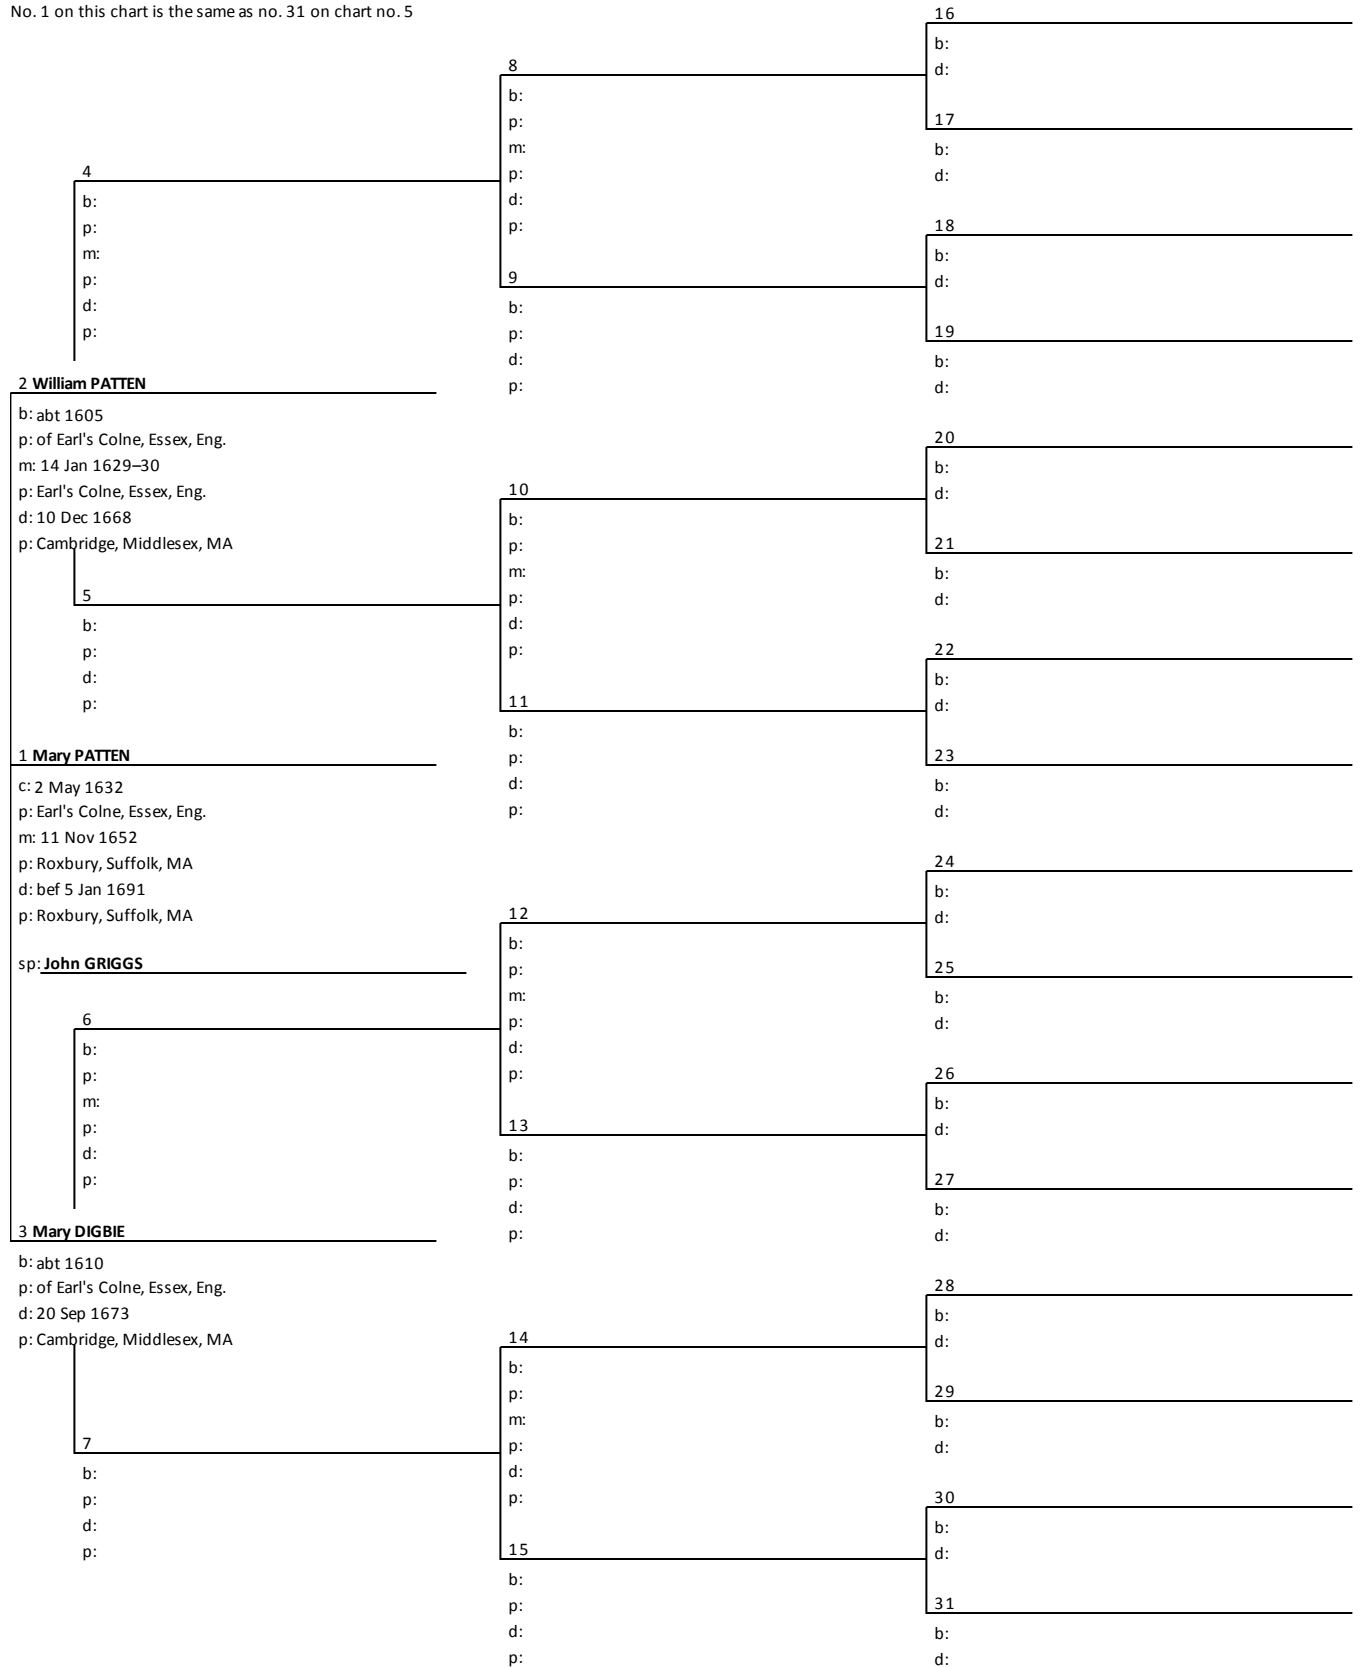 No. 1 on this chart is the same as no. 31 on chart no. 5
4
b:
p:
m:
p:
d:
p:
2 William PATTEN
b: abt 1605
p: of Earl's Colne, Essex, Eng.
m: 14 Jan 1629–30
p: Earl's Colne, Essex, Eng.
d: 10 Dec 1668
p: Cambridge, Middlesex, MA
5
b:
p:
d:
p:
1 Mary PATTEN
c: 2 May 1632
p: Earl's Colne, Essex, Eng.
m: 11 Nov 1652
p: Roxbury, Suffolk, MA
d: bef 5 Jan 1691
p: Roxbury, Suffolk, MA
sp: John GRIGGS
6
b:
p:
m:
p:
d:
p:
3 Mary DIGBIE
b: abt 1610
p: of Earl's Colne, Essex, Eng.
d: 20 Sep 1673
p: Cambridge, Middlesex, MA
7
b:
p:
d:
p:
8
b:
p:
m:
p:
d:
p:
9
b:
p:
d:
p:
10
b:
p:
m:
p:
d:
p:
11
b:
p:
d:
p:
12
b:
p:
m:
p:
d:
p:
13
b:
p:
d:
p:
14
b:
p:
m:
p:
d:
p:
15
b:
p:
d:
p:
16
b:
d:
17
b:
d:
18
b:
d:
19
b:
d:
20
b:
d:
21
b:
d:
22
b:
d:
23
b:
d:
24
b:
d:
25
b:
d:
26
b:
d:
27
b:
d:
28
b:
d:
29
b:
d:
30
b:
d:
31
b:
d: